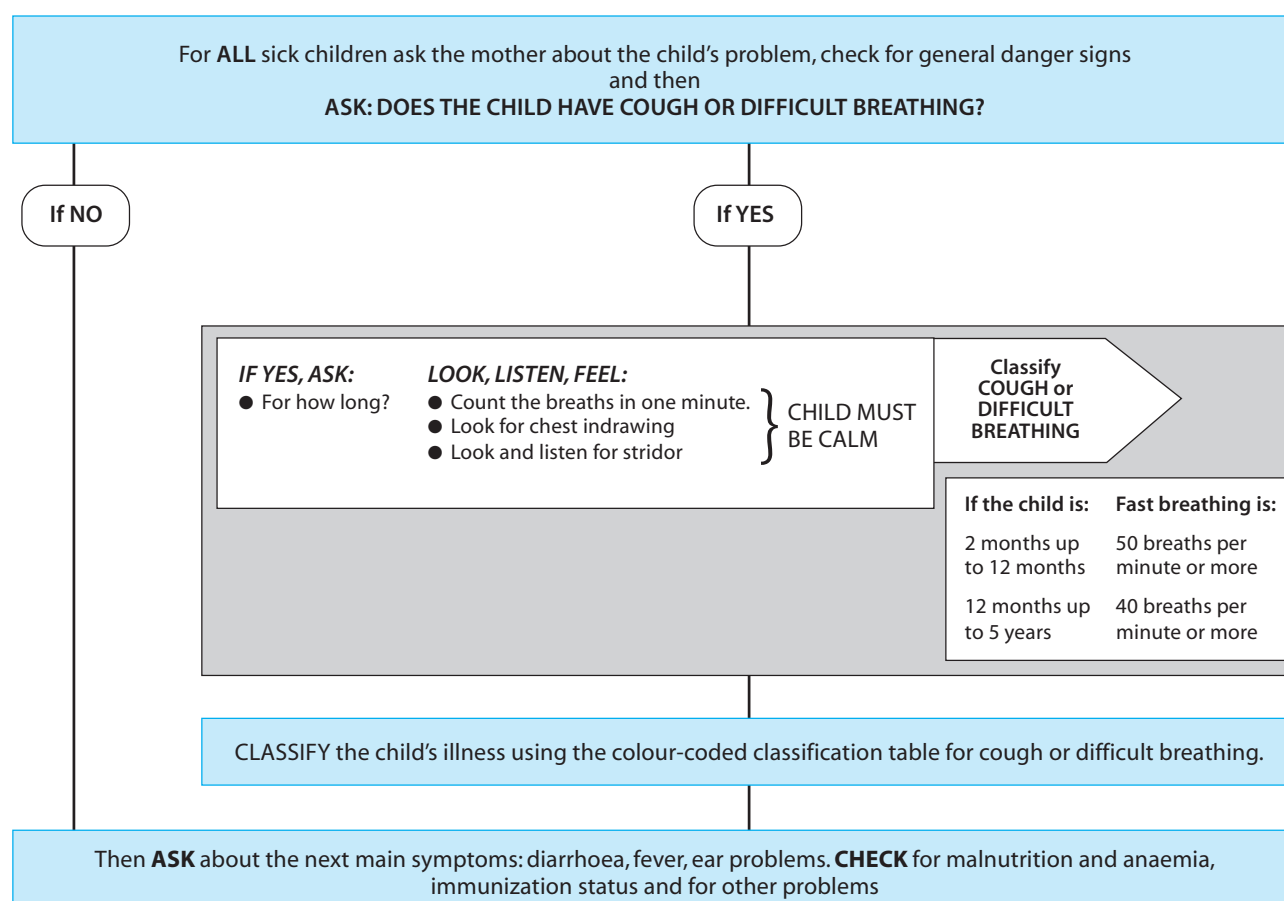 For ALL sick children ask the mother about the child’s problem, check for general danger signs
and then
ASK: DOES THE CHILD HAVE COUGH OR DIFFICULT BREATHING?
If NO
If YES
IF YES, ASK:
● For how long?
LOOK, LISTEN, FEEL:
● Count the breaths in one minute.
● Look for chest indrawing
● Look and listen for stridor
CHILD MUST
BE CALM
Classify
COUGH or
DIFFICULT
BREATHING
If the child is: Fast breathing is:
2 months up 50 breaths per
to 12 months minute or more
12 months up 40 breaths per
to 5 years minute or more
CLASSIFY the child’s illness using the colour-coded classification table for cough or difficult breathing.
Then ASK about the next main symptoms: diarrhoea, fever, ear problems. CHECK for malnutrition and anaemia,
immunization status and for other problems